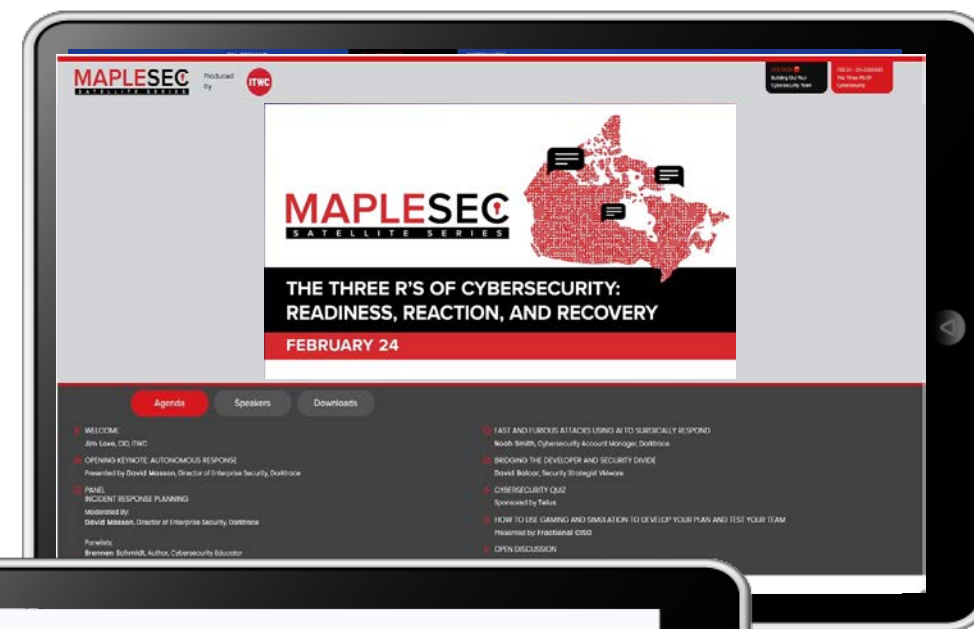 MAPLESEC
SATELLITE SERIES
Produced
By
ITWC
Building Out Your
Cybersecurity Team
The Three R's Of
Cybersecurity
MAPLESEC
SATELLITE SERIES
THE THREE R'S OF CYBERSECURITY:
READINESS, REACTION, AND RECOVERY
FEBRUARY 24
Agenda
Speakers
Downloads
WELCOME
Jim Love, CIO, ITWC
OPENING KEYNOTE: AUTONOMOUS RESPONSE
Presented by David Masson, Director of Enterprise Security, Darktrace
PANEL
INCIDENT RESPONSE PLANNING
Moderated By:
David Masson, Director of Enterprise Security, Darktrace
Panelists:
Brennen Schmidt, Author, Cybersecurity Educator
FAST AND FURIOUS ATTACKS USING AI TO SURGICALLY RESPOND
Noah Smith, Cybersecurity Account Manager, Darktrace
BRIDGING THE DEVELOPER AND SECURITY DIVIDE
David Balcar, Security Strategist VMware
CYBERSECURITY QUIZ
Sponsored by Telus
HOW TO USE GAMING AND SIMULATION TO DEVELOP YOUR PLAN AND TEST YOUR TEAM
Presented by: Fractional CISO
OPEN DISCUSSION